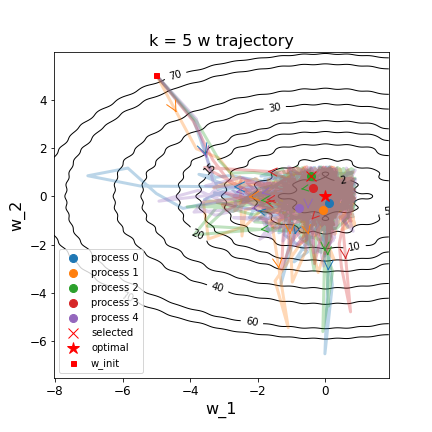 k = 5 w trajectory
w_2
4
2
0
−2
−4
−6
70
30
15
2
5
20
10
40
60
process 0
process 1
process 2
process 3
process 4
selected
optimal
w_init
−8
−6
−4
−2
0
w_1